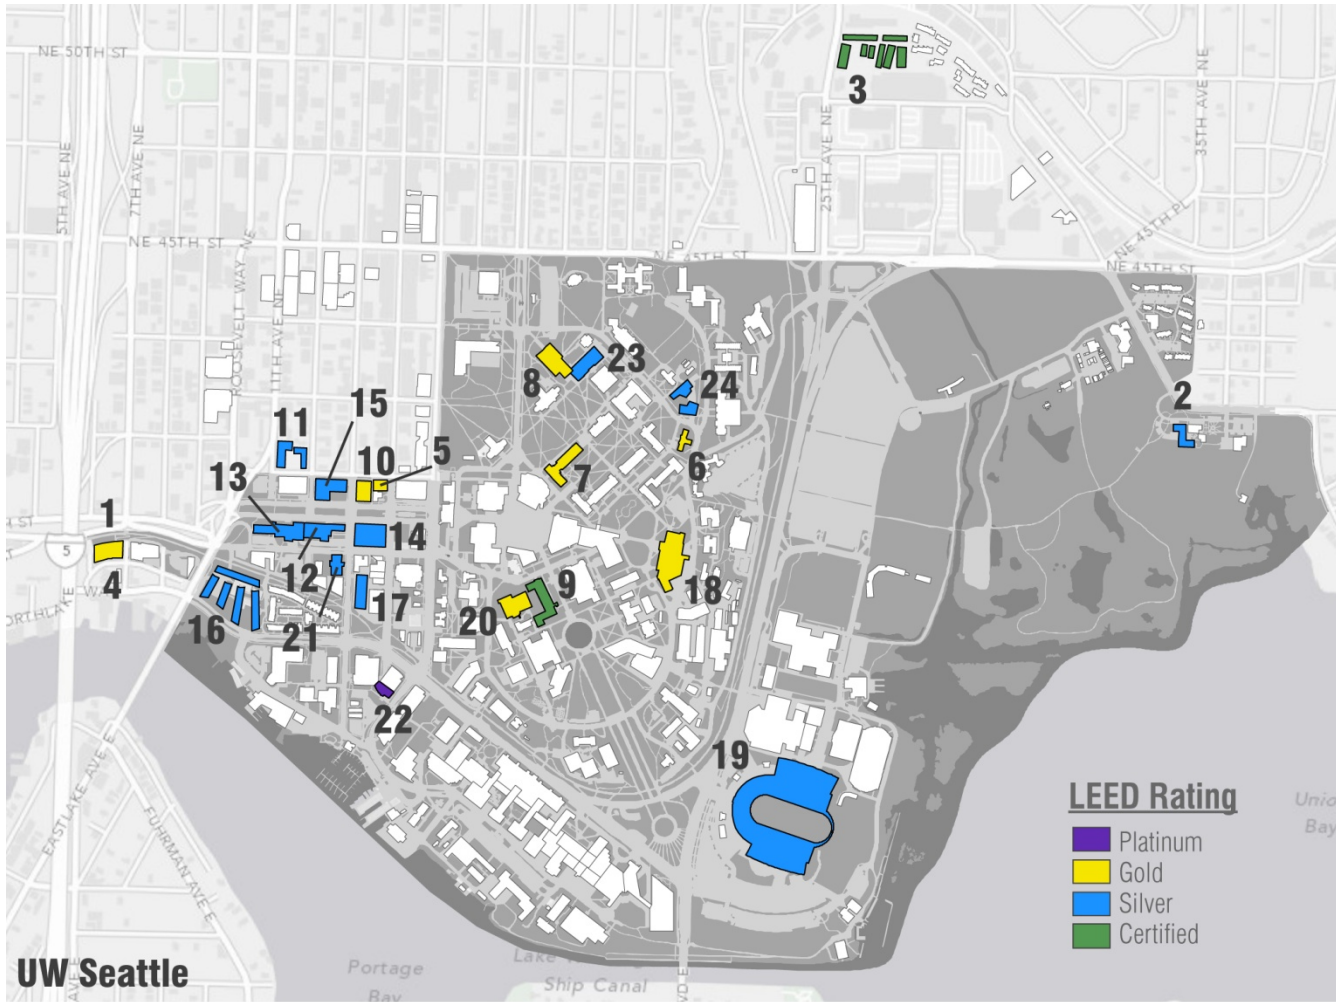 NE 50TH ST
3
5TH AVE NE
7TH AVE NE
25TH AVE NE
35TH AVE NE
NE 45TH ST
NE 45TH ST
NE 45TH PL
NE 45TH ST
ROOSEVELT WAY NE
11TH AVE NE
23
8
24
2
15
11
10
5
6
7
13
1
14
5
4
12
9
18
17
20
16
21
22
19
EASTLAKE AVE E
FUHRMAN AVE E
LEED Rating
Platinum
Gold
Silver
Certified
Portage
Bay
Ship Canal
UW Seattle